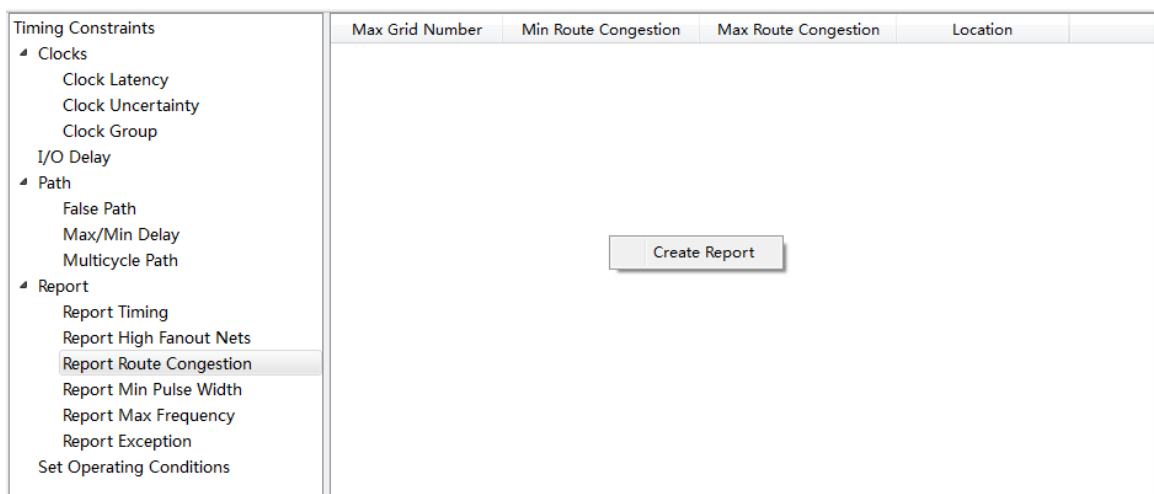 Timing Constraints
Clocks
Clock Latency
Clock Uncertainty
Clock Group
I/O Delay
Path
False Path
Max/Min Delay
Multicycle Path
Report
Report Timing
Report High Fanout Nets
Report Route Congestion
Report Min Pulse Width
Report Max Frequency
Report Exception
Set Operating Conditions
Max Grid Number Min Route Congestion Max Route Congestion Location
Create Report